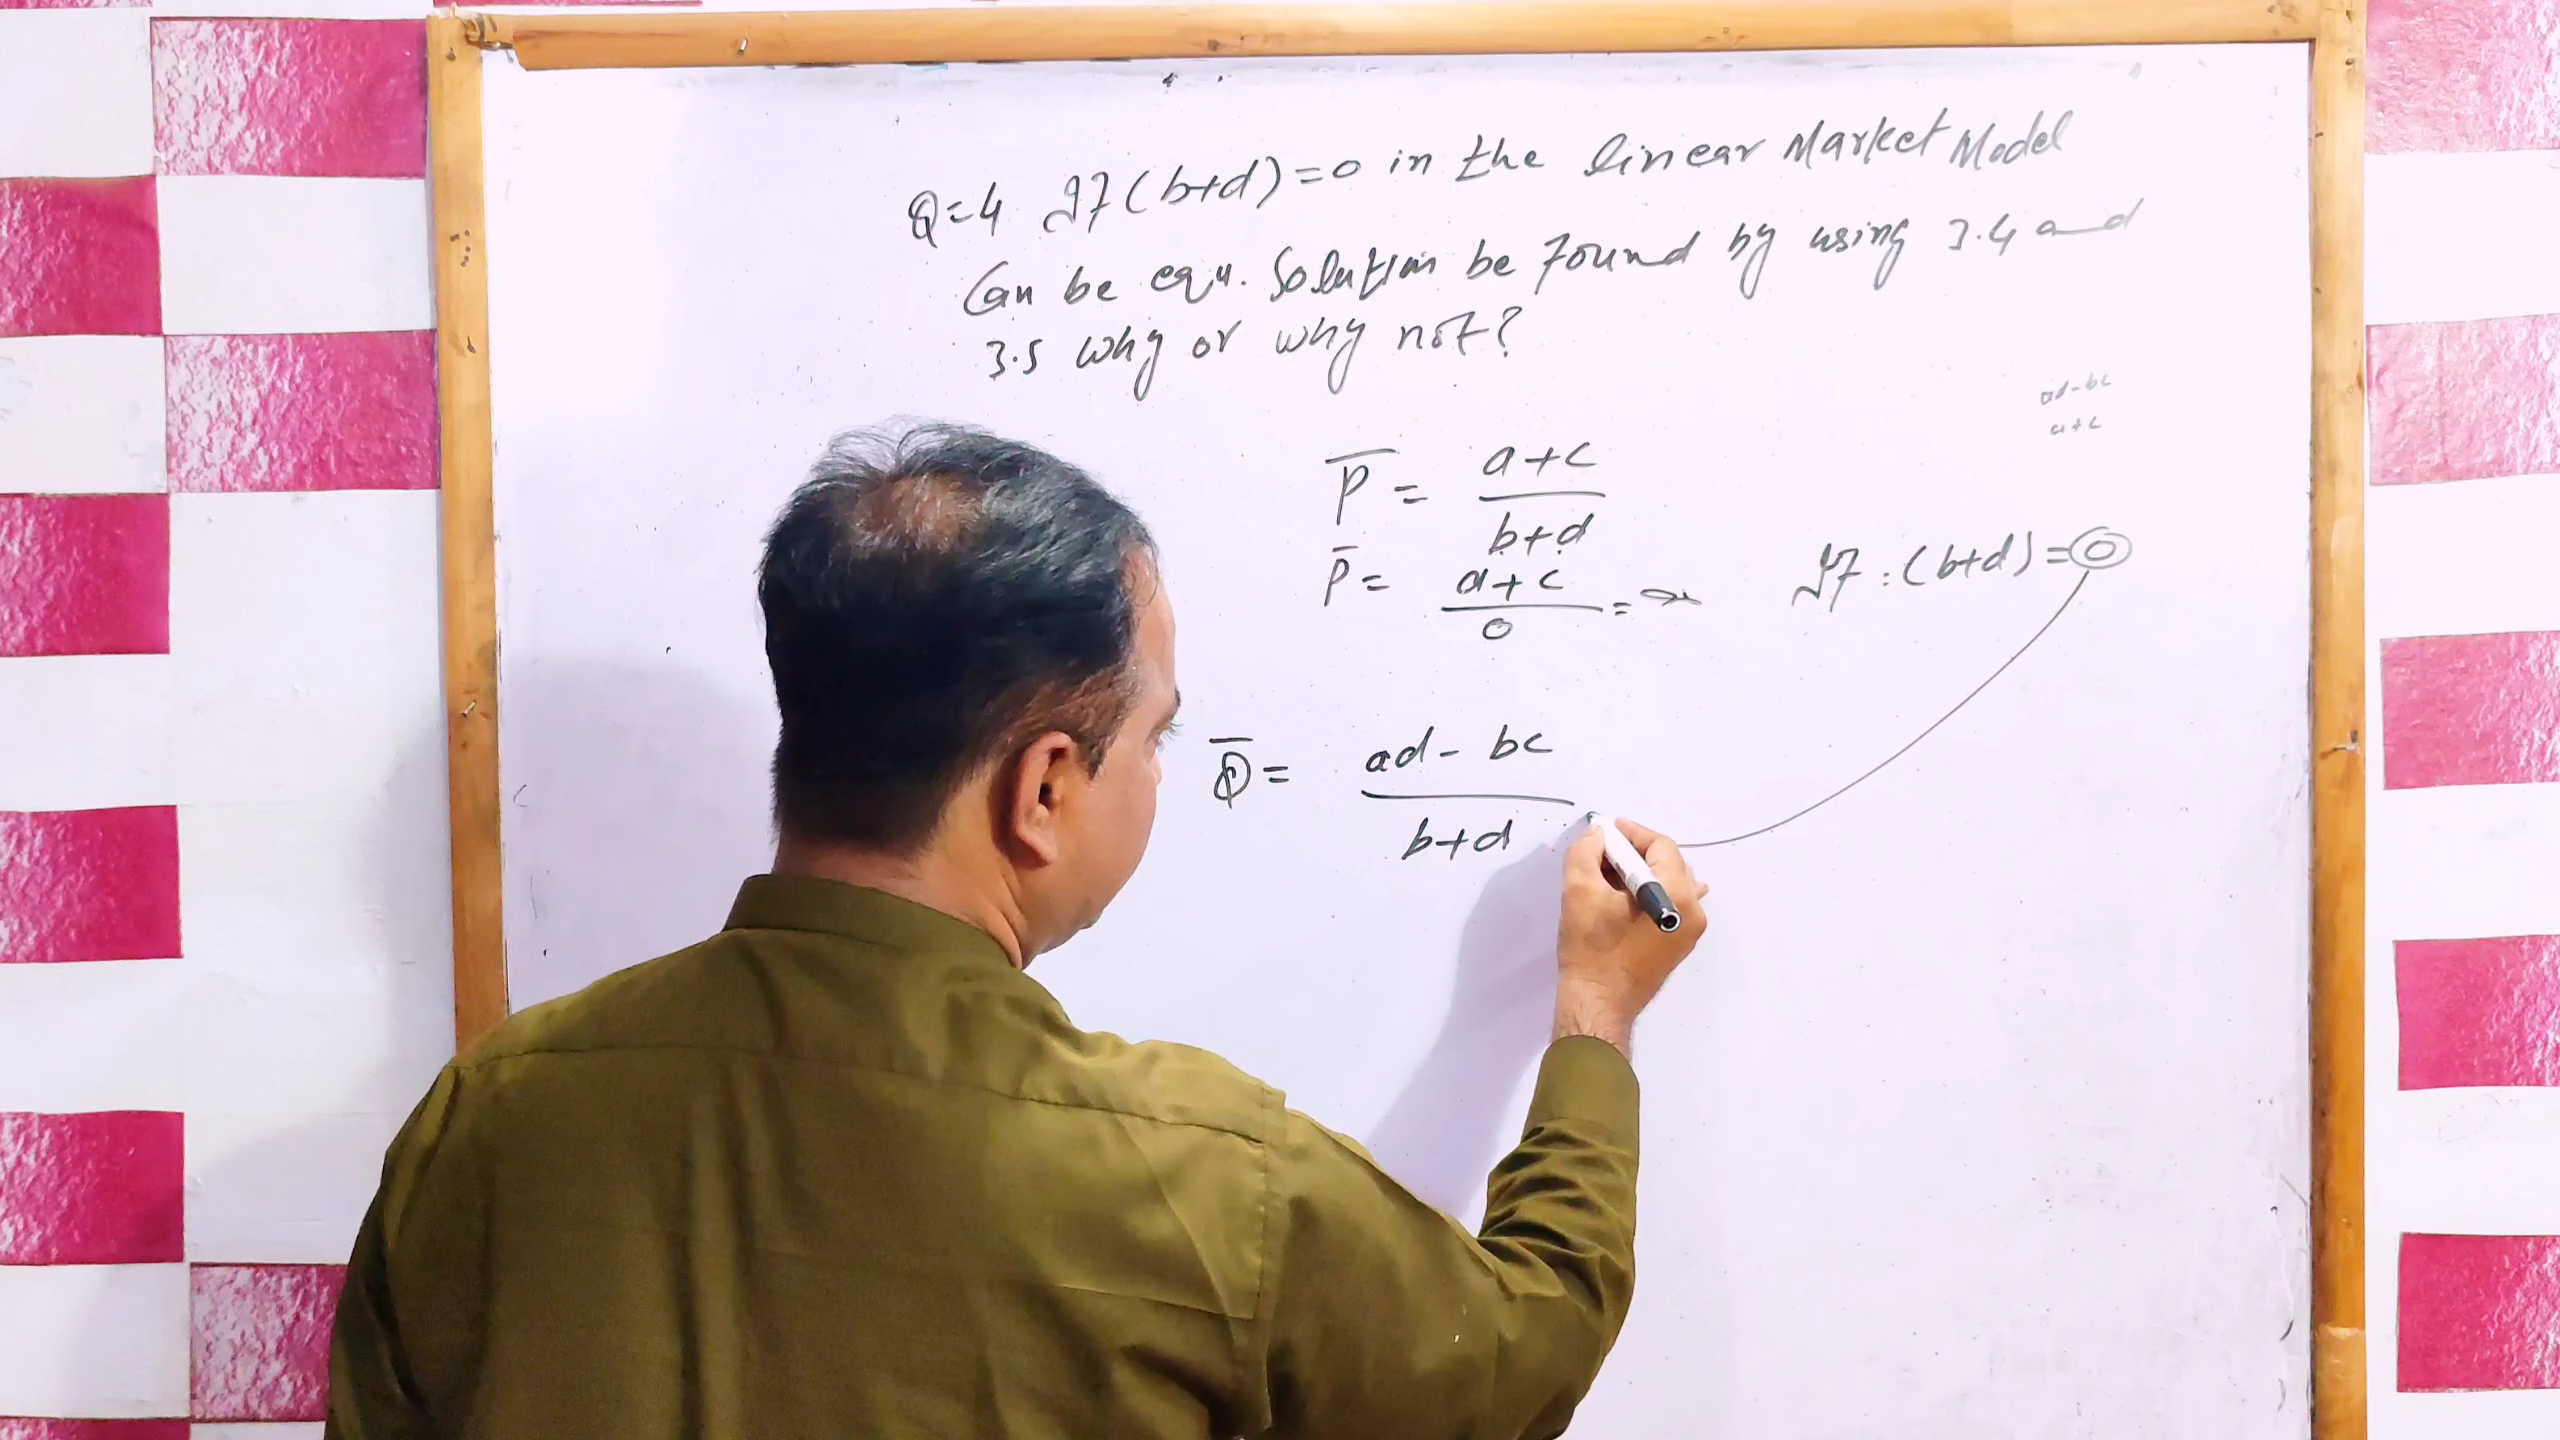 Q=4 If (b+d)=0 in the linear Market Model
Can be equ. Solution be found by using 3.4 and
3.5 why or why not?
ad-bc
a+c
P̅ = a+c
b+d
P̅ = a+c = ∞
0
If : (b+d) = 0
Q̅ = ad - bc
b+d